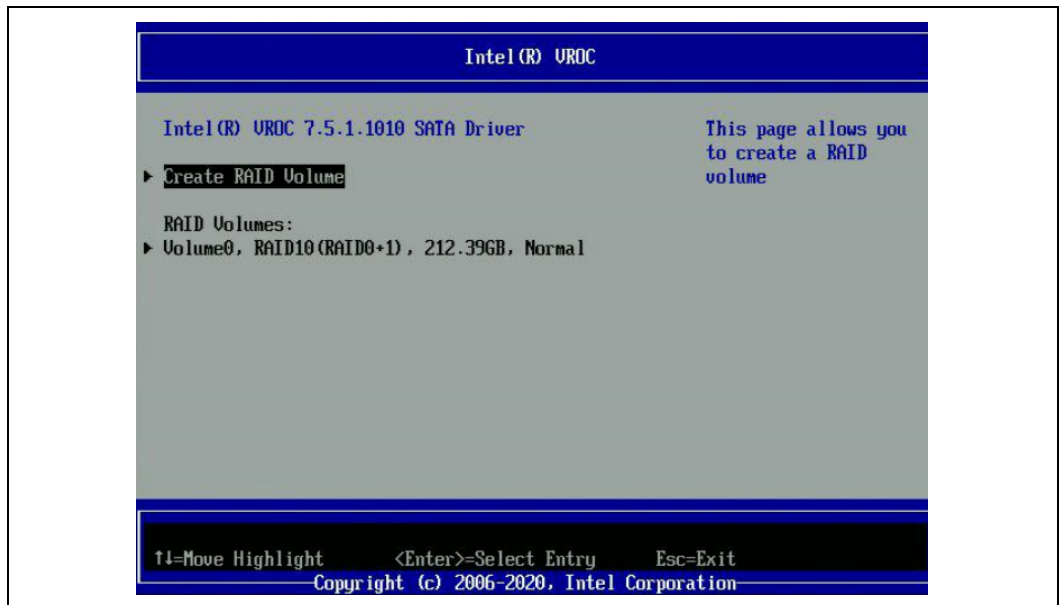 Intel(R) VROC
Intel(R) VROC 7.5.1.1010 SATA Driver
This page allows you
to create a RAID
volume
▶ Create RAID Volume
RAID Volumes:
▶ Volume0, RAID10(RAID0+1), 212.39GB, Normal
↑↓=Move Highlight <Enter>=Select Entry Esc=Exit
Copyright (c) 2006-2020, Intel Corporation